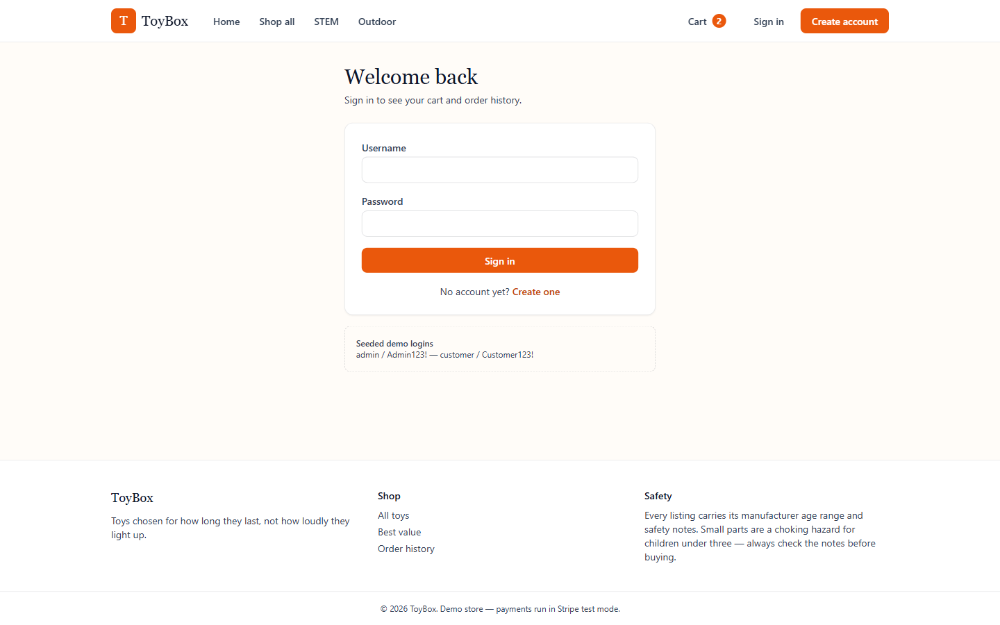 T ToyBox Home Shop all STEM Outdoor Cart 2 Sign in Create account
Welcome back
Sign in to see your cart and order history.
Username
Password
Sign in
No account yet? Create one
Seeded demo logins
admin / Admin123! — customer / Customer123!
ToyBox
Toys chosen for how long they last, not how loudly they
light up.
Shop
All toys
Best value
Order history
Safety
Every listing carries its manufacturer age range and
safety notes. Small parts are a choking hazard for
children under three — always check the notes before
buying.
© 2026 ToyBox. Demo store — payments run in Stripe test mode.